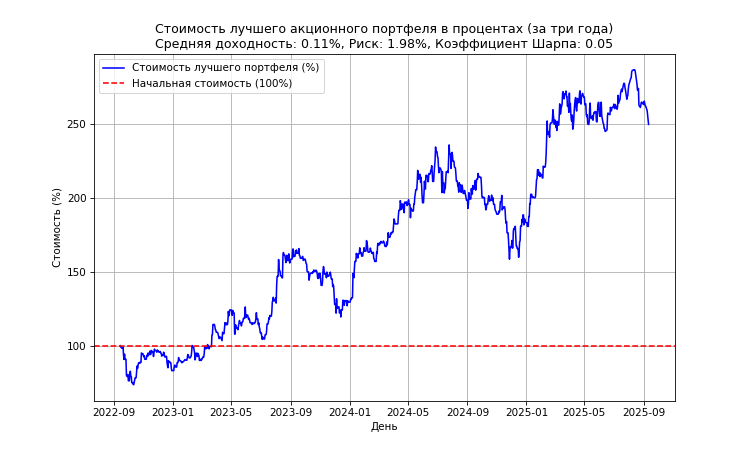 Стоимость лучшего акционного портфеля в процентах (за три года)
Средняя доходность: 0.11%, Риск: 1.98%, Коэффициент Шарпа: 0.05
Стоимость лучшего портфеля (%)
Начальная стоимость (100%)
Стоимость (%)
250
200
150
100
2022-09 2023-01 2023-05 2023-09 2024-01 2024-05 2024-09 2025-01 2025-05 2025-09
День